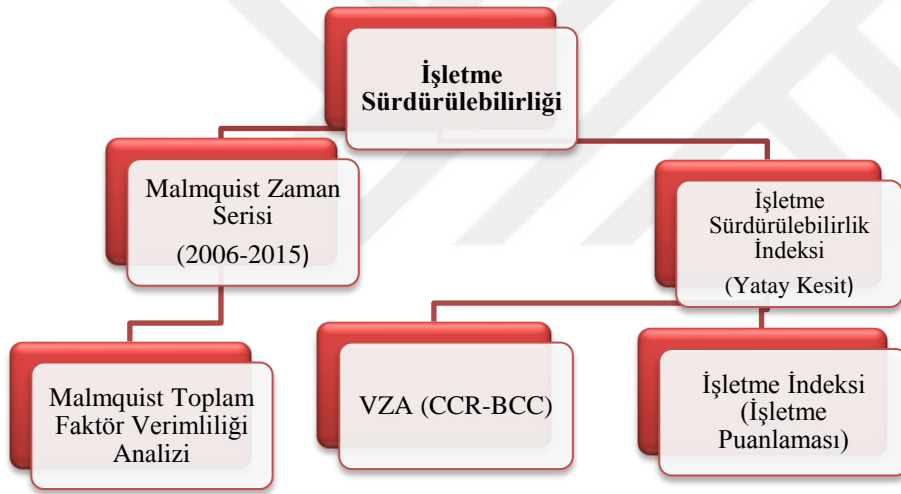 İşletme
Sürdürülebilirliği
Malmquist Zaman
Serisi
(2006-2015)
İşletme
Sürdürülebilirlik
İndeksi
(Yatay Kesit)
Malmquist Toplam
Faktör Verimliliği
Analizi
VZA (CCR-BCC)
İşletme İndeksi
(İşletme
Puanlaması)